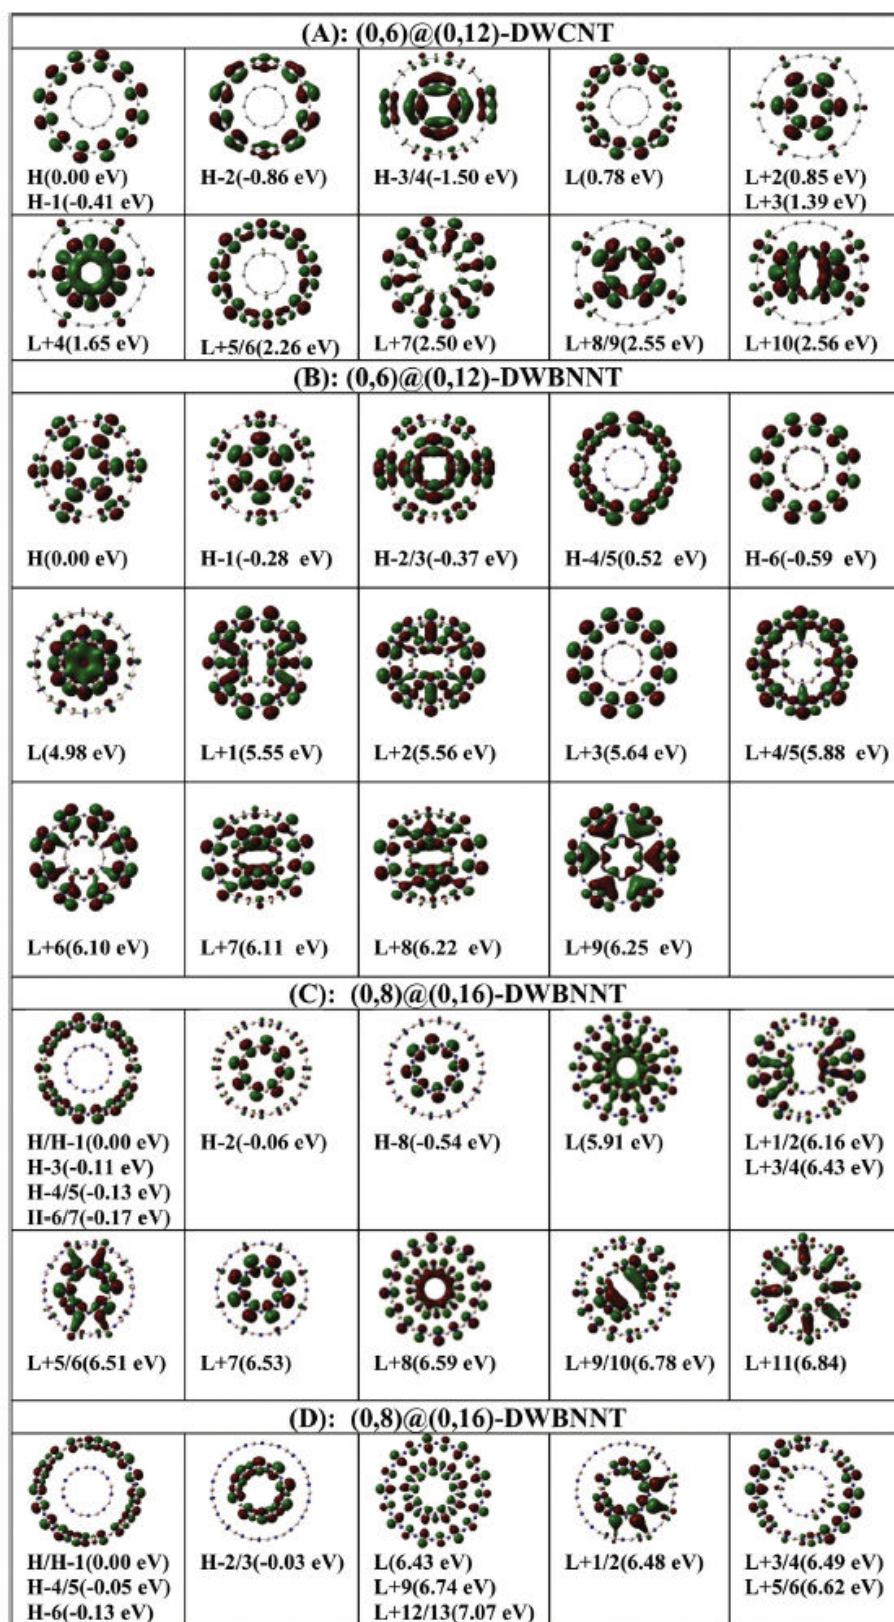 (A): (0,6)@(0,12)-DWCNT
H(0.00 eV)
H-1(-0.41 eV)
H-2(-0.86 eV)
H-3/4(-1.50 eV)
L(0.78 eV)
L+2(0.85 eV)
L+3(1.39 eV)
L+4(1.65 eV)
L+5/6(2.26 eV)
L+7(2.50 eV)
L+8/9(2.55 eV)
L+10(2.56 eV)
(B): (0,6)@(0,12)-DWBNNT
H(0.00 eV)
H-1(-0.28 eV)
H-2/3(-0.37 eV)
H-4/5(0.52 eV)
H-6(-0.59 eV)
L(4.98 eV)
L+1(5.55 eV)
L+2(5.56 eV)
L+3(5.64 eV)
L+4/5(5.88 eV)
L+6(6.10 eV)
L+7(6.11 eV)
L+8(6.22 eV)
L+9(6.25 eV)
(C): (0,8)@(0,16)-DWBNNT
H/H-1(0.00 eV)
H-3(-0.11 eV)
H-4/5(-0.13 eV)
H-6/7(-0.17 eV)
H-2(-0.06 eV)
H-8(-0.54 eV)
L(5.91 eV)
L+1/2(6.16 eV)
L+3/4(6.43 eV)
L+5/6(6.51 eV)
L+7(6.53)
L+8(6.59 eV)
L+9/10(6.78 eV)
L+11(6.84)
(D): (0,8)@(0,16)-DWBNNT
H/H-1(0.00 eV)
H-4/5(-0.05 eV)
H-6(-0.13 eV)
H-2/3(-0.03 eV)
L(6.43 eV)
L+9(6.74 eV)
L+12/13(7.07 eV)
L+1/2(6.48 eV)
L+3/4(6.49 eV)
L+5/6(6.62 eV)